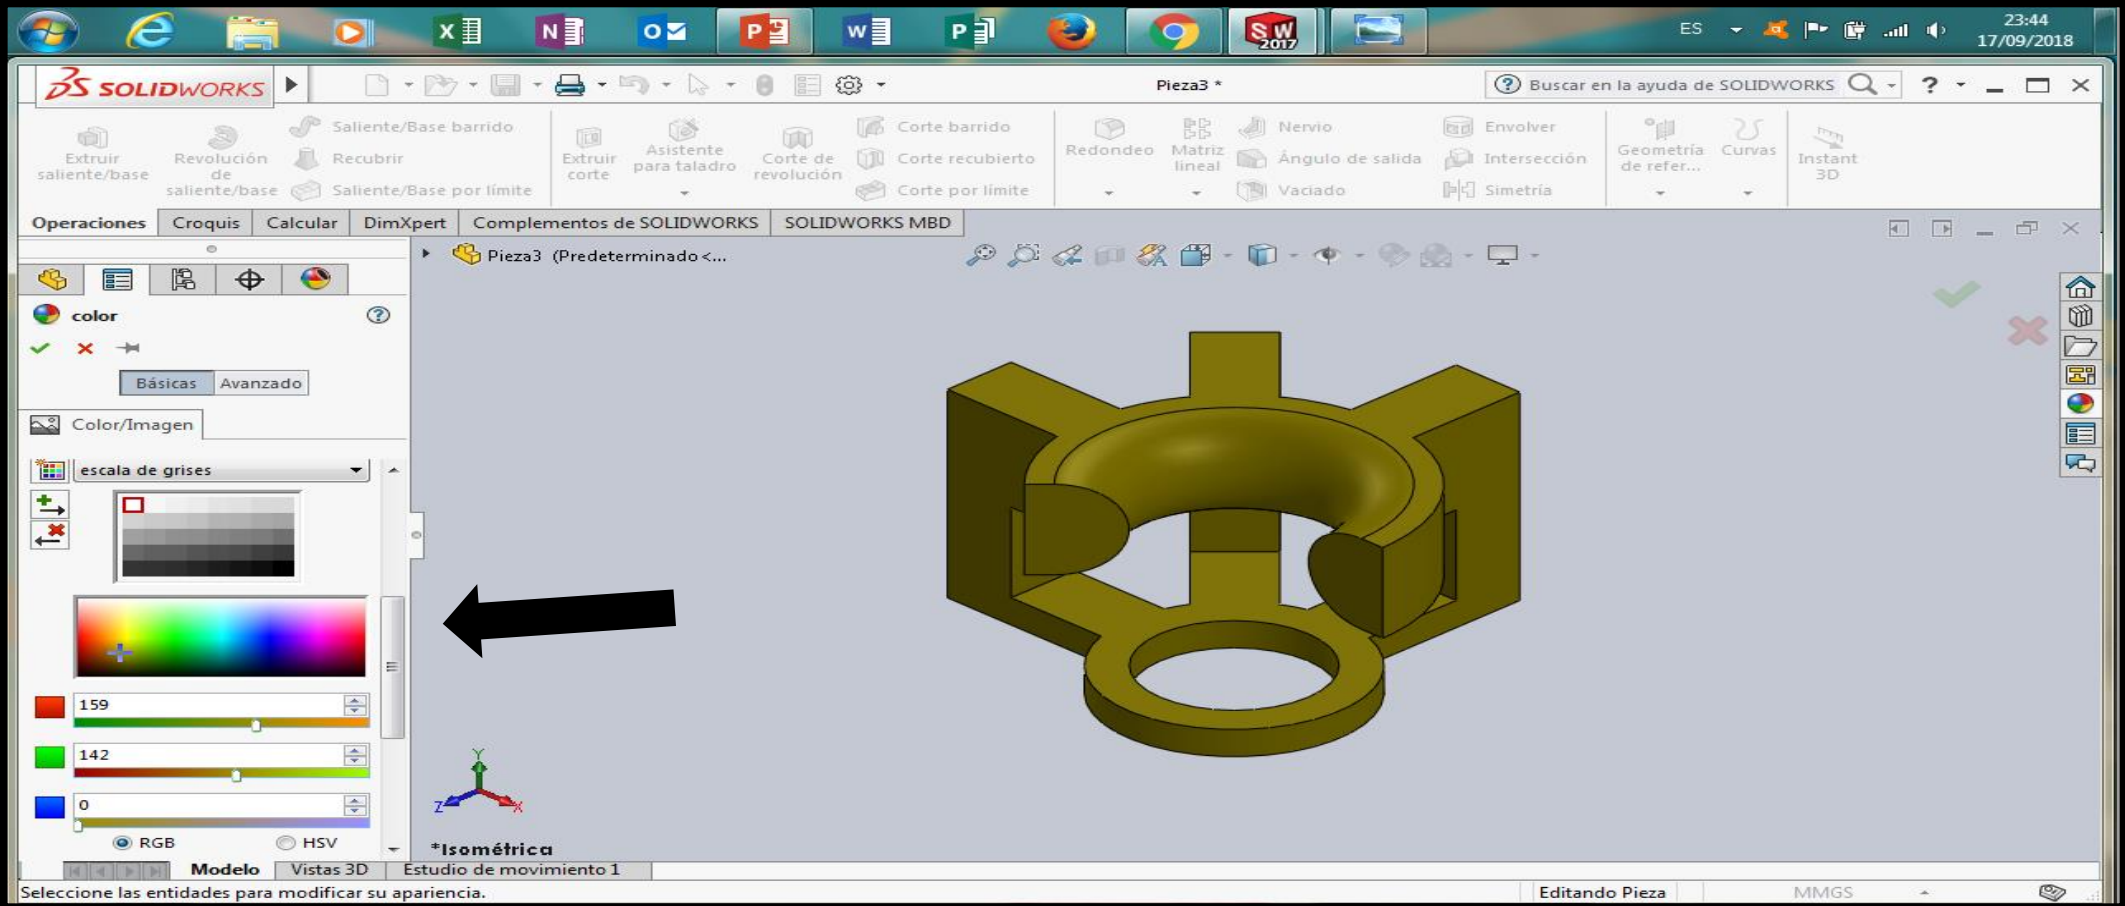 ES
23:44
17/09/2018
SOLIDWORKS
Pieza3 *
Buscar en la ayuda de SOLIDWORKS
Extruir
saliente/base
Revolución
de
saliente/base
Saliente/Base barrido
Recubrir
Saliente/Base por límite
Extruir
corte
Asistente
para taladro
Corte de
revolución
Corte barrido
Corte recubierto
Corte por límite
Redondeo
Matriz
lineal
Nervio
Ángulo de salida
Vaciado
Envolver
Intersección
Simetría
Geometría
de refer...
Curvas
Instant
3D
Operaciones
Croquis
Calcular
DimXpert
Complementos de SOLIDWORKS
SOLIDWORKS MBD
Pieza3 (Predeterminado<...
color
Básicas
Avanzado
Color/Imagen
escala de grises
159
142
0
RGB
HSV
Y
Z
X
*Isométrica
Modelo
Vistas 3D
Estudio de movimiento 1
Seleccione las entidades para modificar su apariencia.
Editando Pieza
MMGS